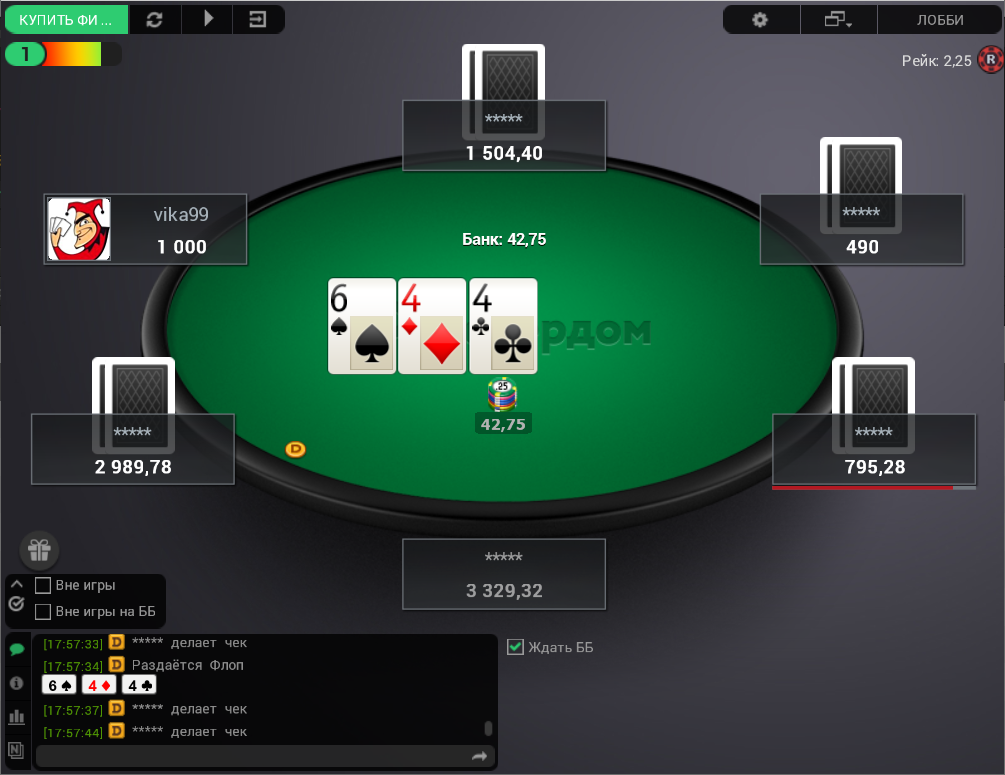 КУПИТЬ ФИ ...
ЛОББИ
1
Рейк: 2,25
R
*****
1 504,40
vika99
1 000
*****
490
Банк: 42,75
6 4 4
рдом
.25
42,75
*****
2 989,78
D
*****
795,28
*****
3 329,32
Вне игры
Вне игры на ББ
Ждать ББ
[17:57:33] D ***** делает чек
[17:57:34] D Раздаётся Флоп
6 ♠ 4 ♦ 4 ♣
[17:57:37] D ***** делает чек
[17:57:44] D ***** делает чек